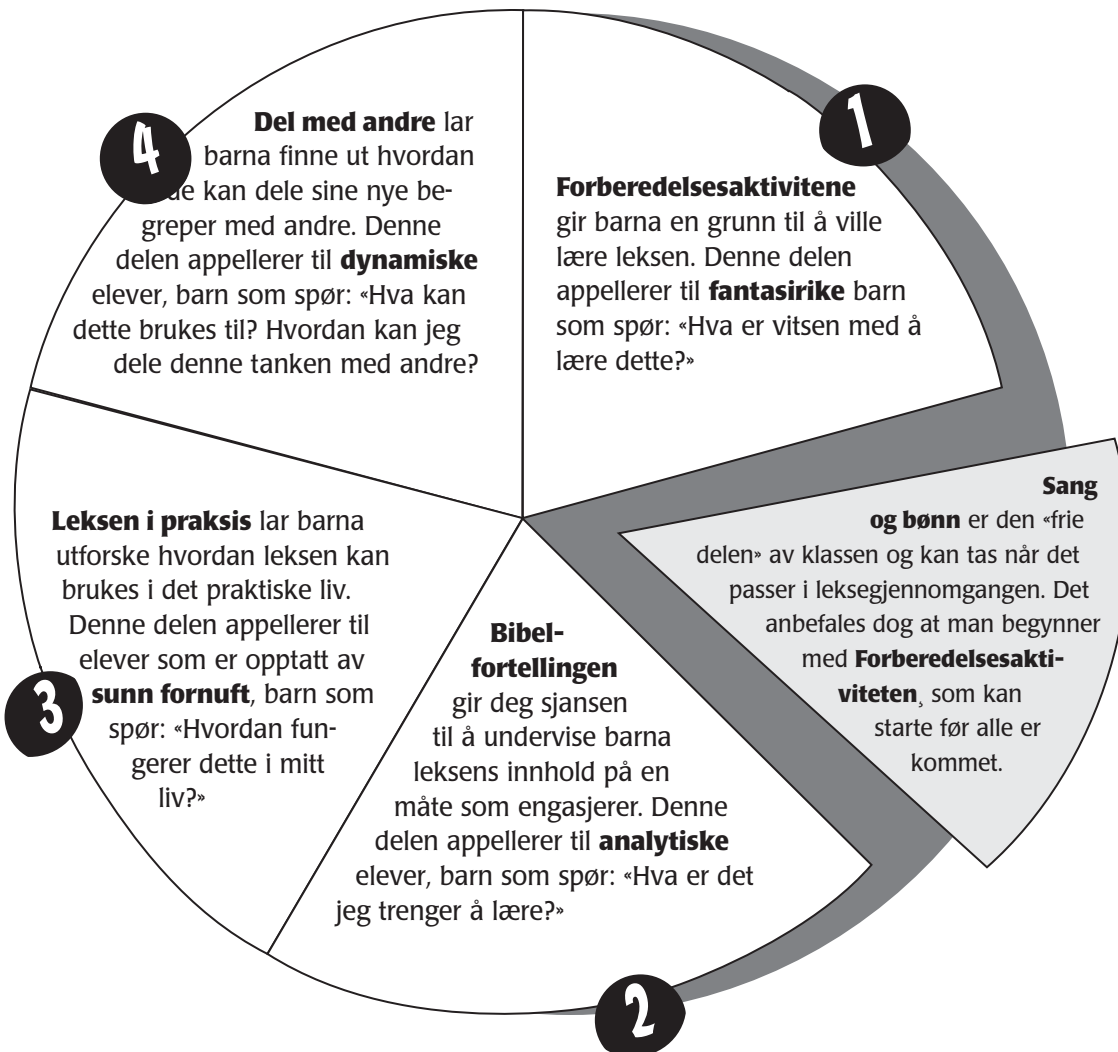 1
Forberedelsesaktivitene
gir barna en grunn til å ville
lære leksen. Denne delen
appellerer til fantasirike barn
som spør: «Hva er vitsen med å
lære dette?»
Sang
og bønn er den «frie
delen» av klassen og kan tas når det
passer i leksegjennomgangen. Det
anbefales dog at man begynner
med Forberedelsesakti-
viteten, som kan
starte før alle er
kommet.
2
Bibel-
fortellingen
gir deg sjansen
til å undervise barna
leksens innhold på en
måte som engasjerer. Denne
delen appellerer til analytiske
elever, barn som spør: «Hva er det
jeg trenger å lære?»
3
Leksen i praksis lar barna
utforske hvordan leksen kan
brukes i det praktiske liv.
Denne delen appellerer til
elever som er opptatt av
sunn fornuft, barn som
spør: «Hvordan fun-
gerer dette i mitt
liv?»
4
Del med andre lar
barna finne ut hvordan
de kan dele sine nye be-
greper med andre. Denne
delen appellerer til dynamiske
elever, barn som spør: «Hva kan
dette brukes til? Hvordan kan jeg
dele denne tanken med andre?